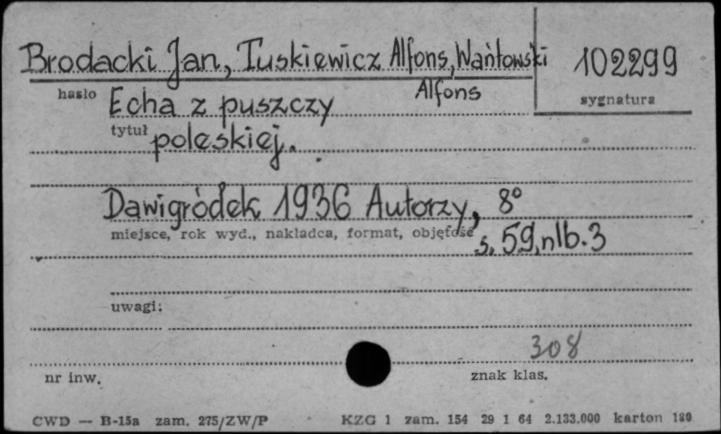 Brodacki Jan, Tuskiewicz Alfons, Wańtowski 102299
hasło Alfons sygnatura
Echa z puszczy
tytuł
poleskiej.
Dawigródek 1936 Autorzy, 8°
miejsce, rok wyd., nakładca, format, objętość
s. 59, nlb. 3
uwagi:
308
nr inw. znak klas.
CWD — B-15a zam. 275/ZW/P KZG 1 zam. 154 29 1 64 2.133.000 karton 180